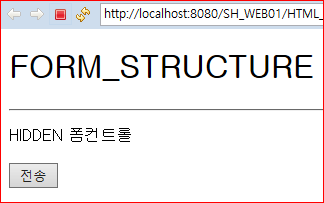 http://localhost:8080/SH_WEB01/HTML_
FORM_STRUCTURE
HIDDEN 폼컨트롤
전송